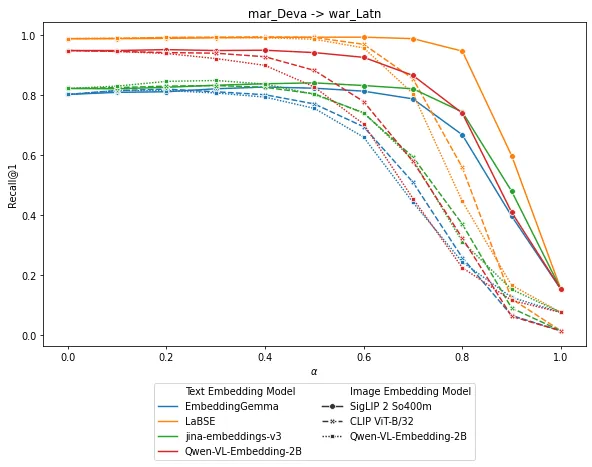 mar_Deva -> war_Latn
Recall@1
1.0
0.8
0.6
0.4
0.2
0.0
0.0 0.2 0.4 0.6 0.8 1.0
α
Text Embedding Model
EmbeddingGemma
LaBSE
jina-embeddings-v3
Qwen-VL-Embedding-2B
Image Embedding Model
SigLIP 2 So400m
CLIP ViT-B/32
Qwen-VL-Embedding-2B